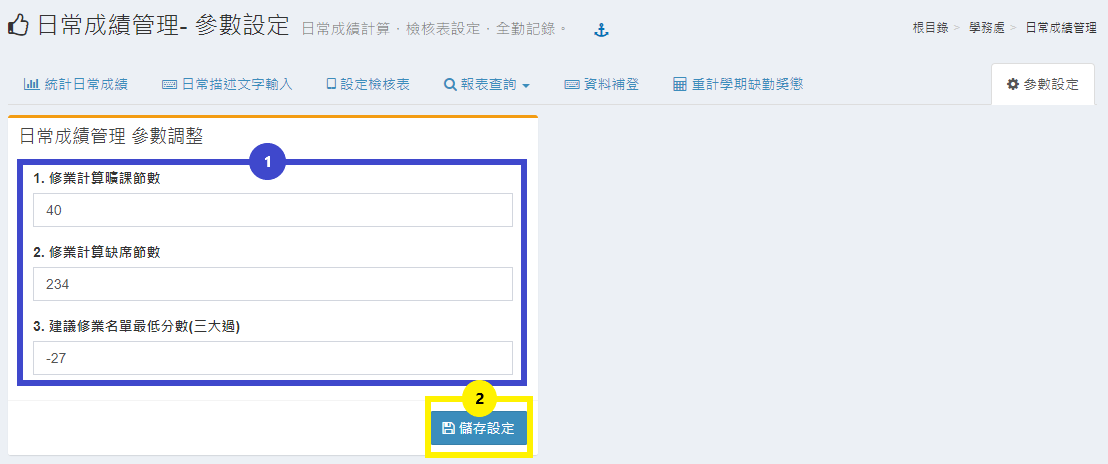 日常成績管理- 參數設定 日常成績計算．檢核表設定．全勤記錄。
根目錄 > 學務處 > 日常成績管理
統計日常成績 日常描述文字輸入 設定檢核表 報表查詢 資料補登 重計學期缺勤獎懲 參數設定
日常成績管理 參數調整
1
1. 修業計算曠課節數
40
2. 修業計算缺席節數
234
3. 建議修業名單最低分數(三大過)
-27
2
儲存設定